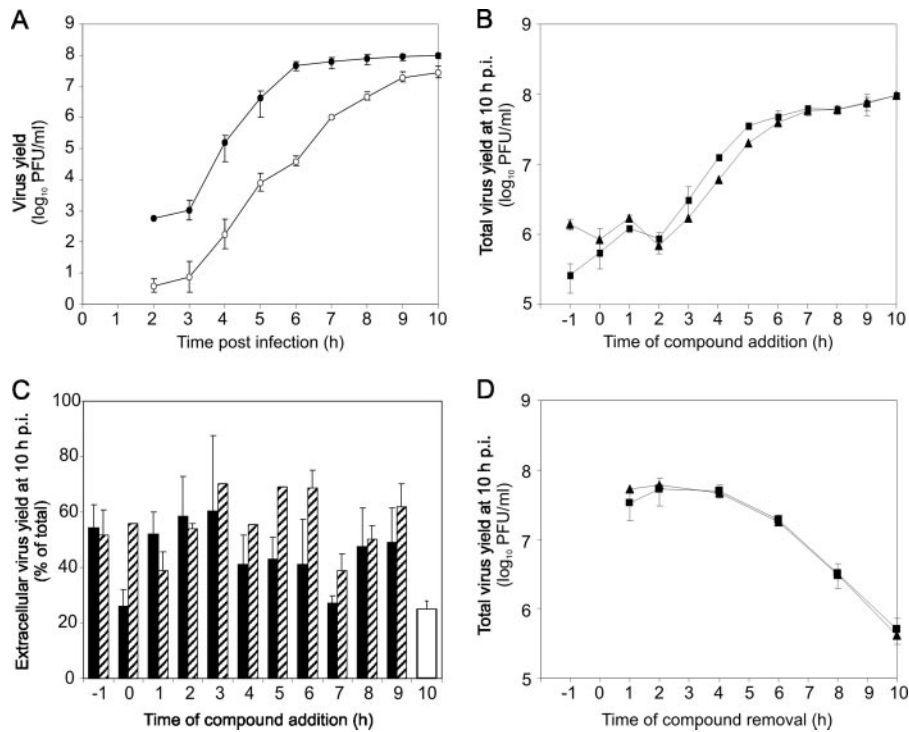 A
9
8
7
6
5
4
3
2
1
0
Virus yield
(log₁₀ PFU/ml)
0 1 2 3 4 5 6 7 8 9 10
Time post infection (h)
B
9
8
7
6
5
Total virus yield at 10 h p.i.
(log₁₀ PFU/ml)
-1 0 1 2 3 4 5 6 7 8 9 10
Time of compound addition (h)
C
100
80
60
40
20
0
Extracellular virus yield at 10 h p.i.
(% of total)
-1 0 1 2 3 4 5 6 7 8 9 10
Time of compound addition (h)
D
9
8
7
6
5
Total virus yield at 10 h p.i.
(log₁₀ PFU/ml)
-1 0 1 2 3 4 5 6 7 8 9 10
Time of compound removal (h)